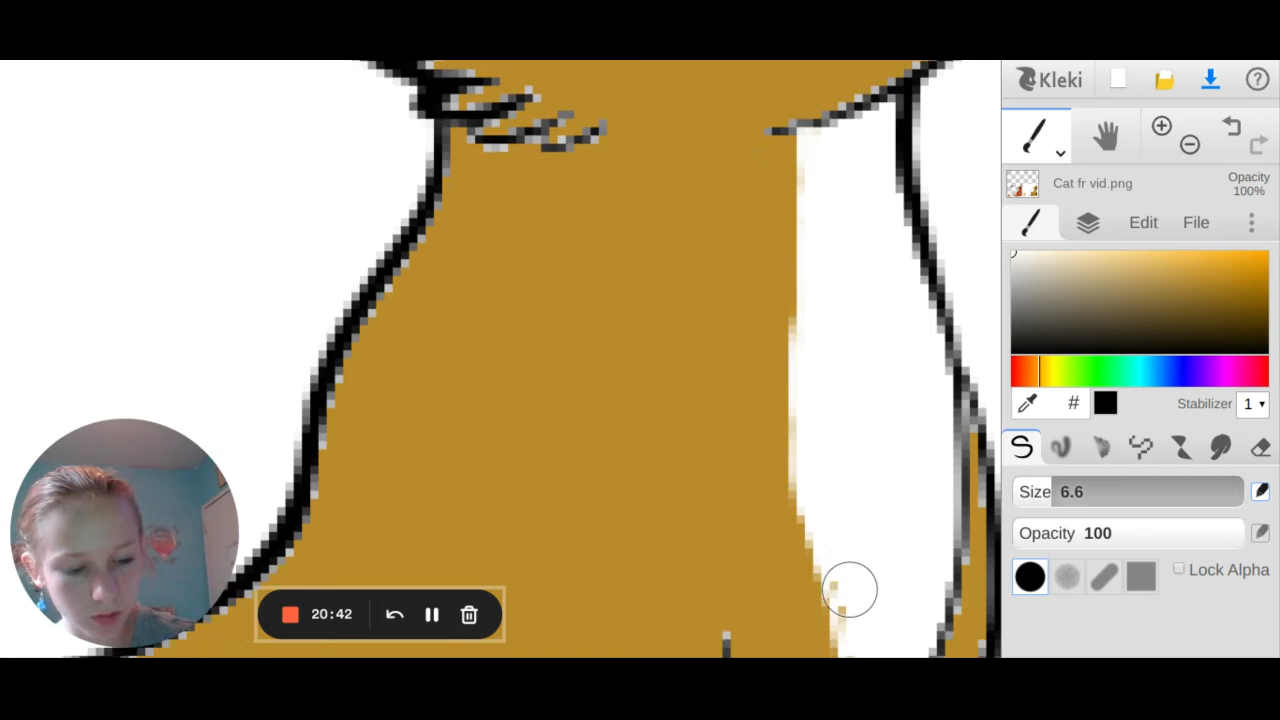 Kleki
Cat fr vid.png
Opacity
100%
Edit File
# Stabilizer 1
Size 6.6
Opacity 100
Lock Alpha
20:42